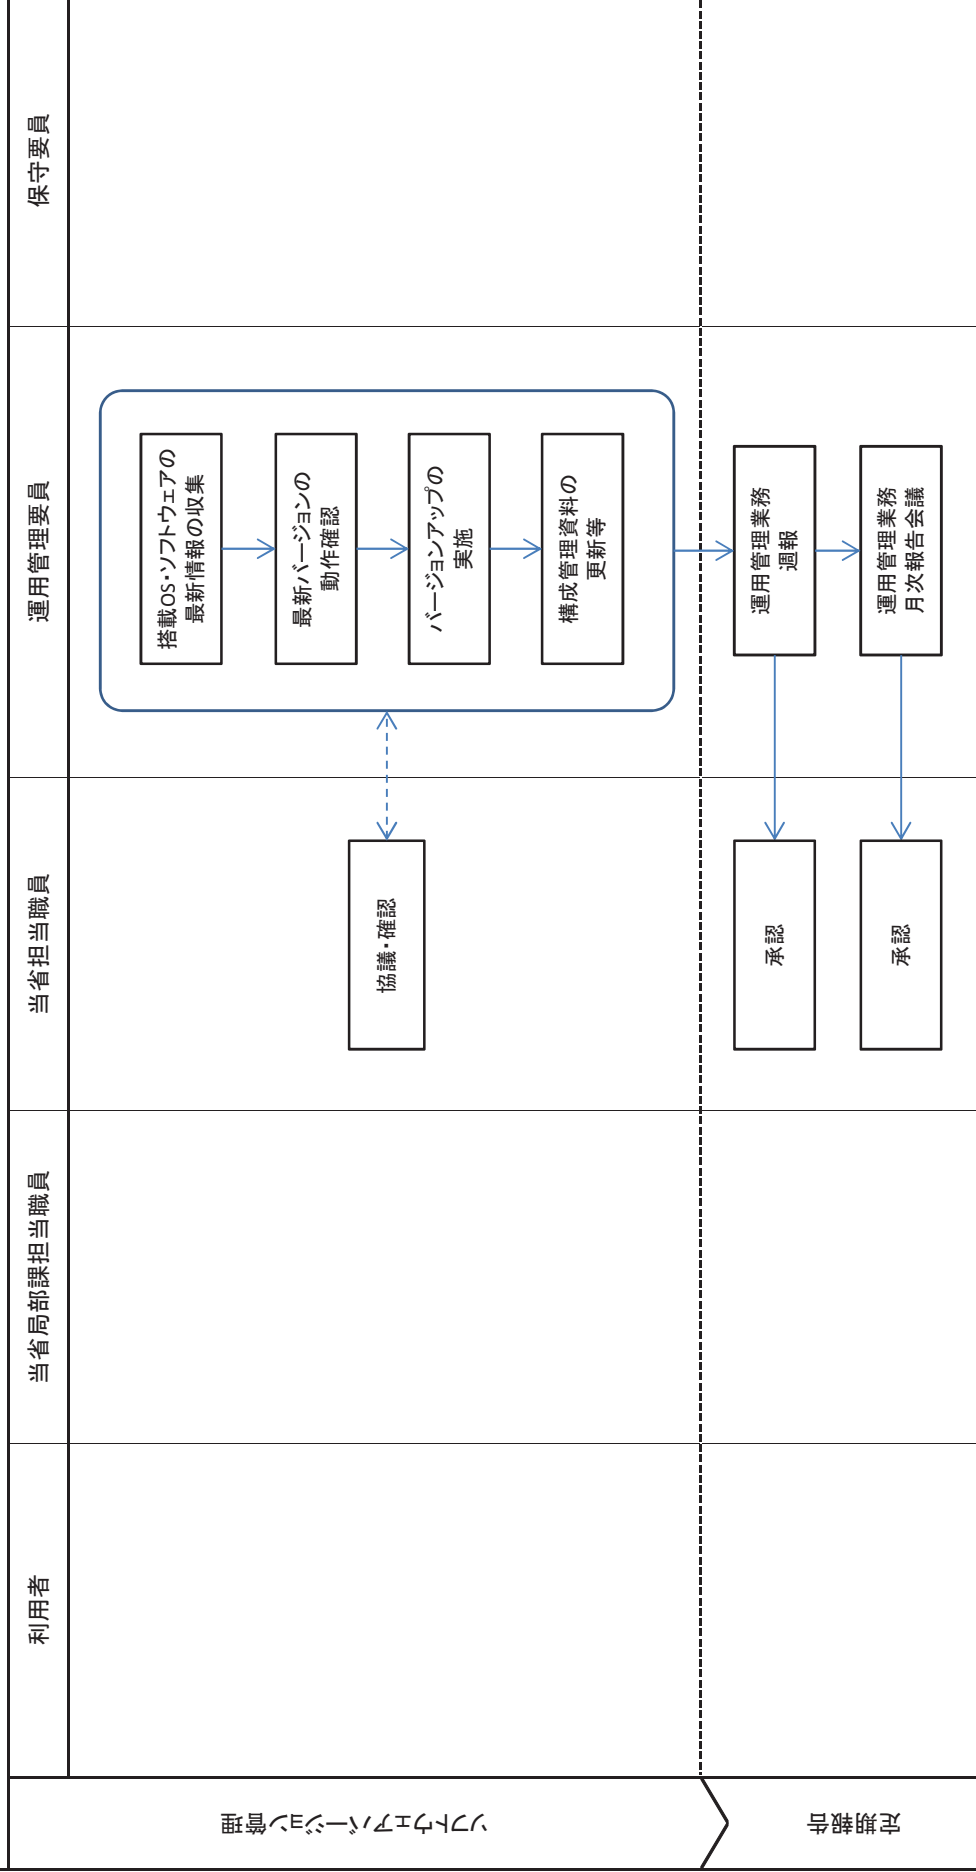 利用者
当省局部課担当職員
当省担当職員
運用管理要員
保守要員
ソフトウェアバージョン管理
搭載OS・ソフトウェアの
最新情報の収集
最新バージョンの
動作確認
バージョンアップの
実施
構成管理資料の
更新等
協議・確認
定期報告
運用管理業務
週報
承認
運用管理業務
月次報告会議
承認